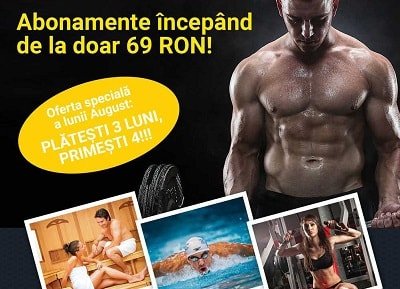 Abonamente începând
de la doar 69 RON!
Oferta specială
a lunii August:
PLĂTEȘTI 3 LUNI,
PRIMEȘTI 4!!!